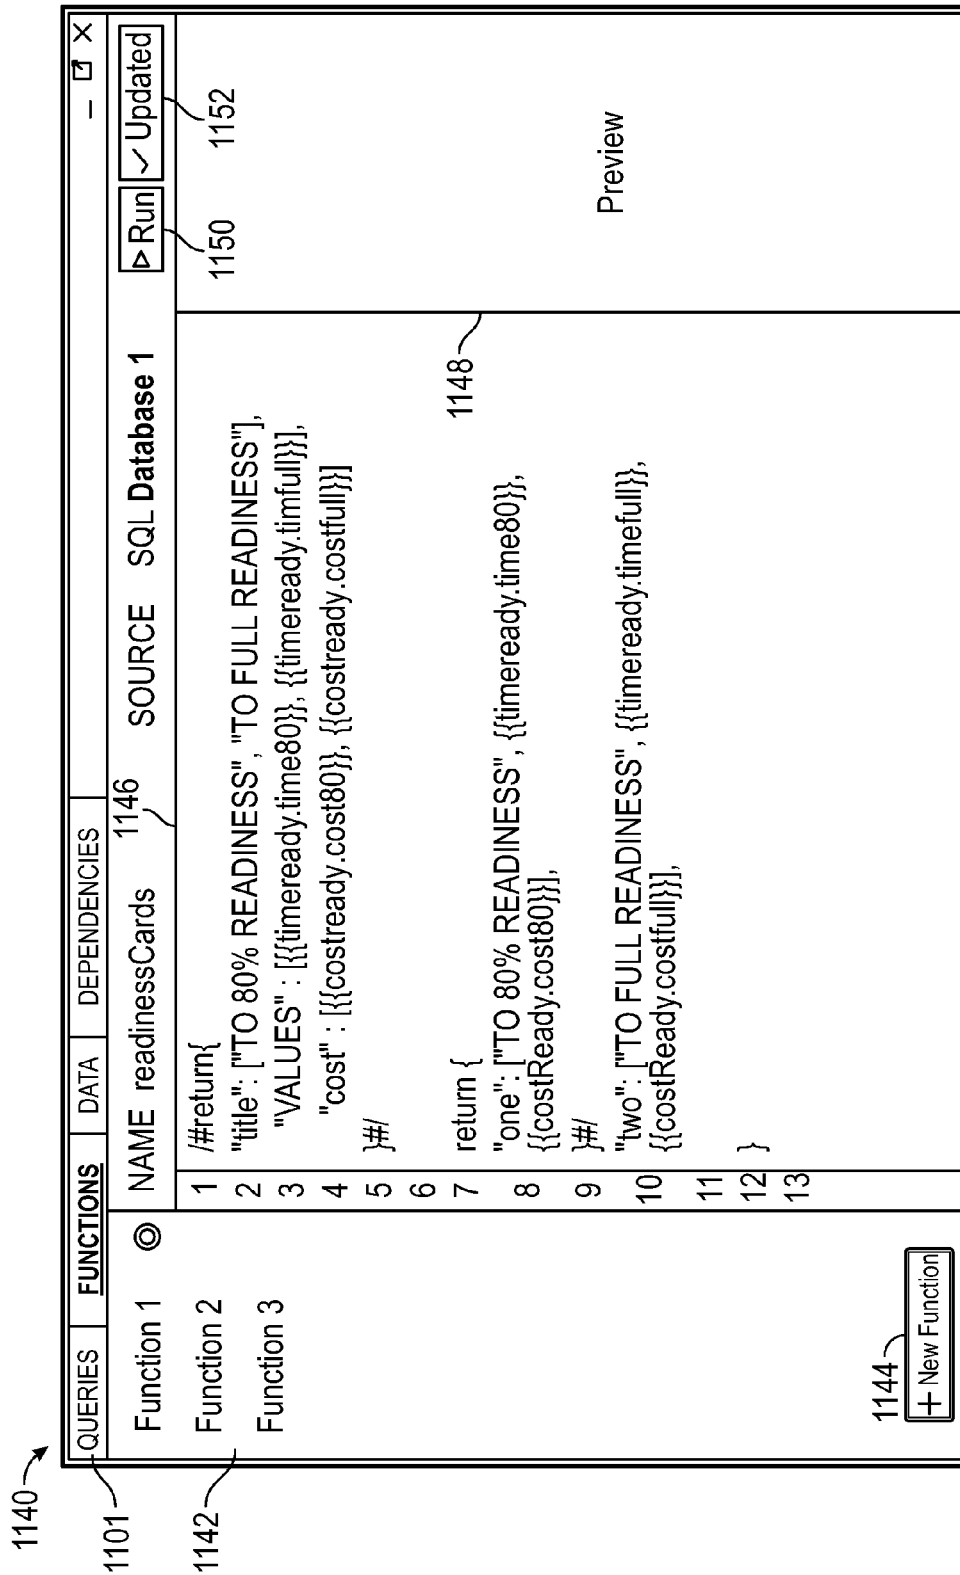 1140
1101
QUERIES FUNCTIONS DATA DEPENDENCIES
1142
Function 1
Function 2
Function 3
1144
+ New Function
NAME readinessCards SOURCE SQL Database 1 Run ✓ Updated
1146
1150
1152
1 /#return{
2 "title": ["TO 80% READINESS", "TO FULL READINESS"],
3 "VALUES" : [{{timeready.time80}}, {{timeready.timfull}}],
4 "cost" : [{{costready.cost80}}, {{costready.costfull}}]
5 }#/
6
7 return {
8 "one": ["TO 80% READINESS", {{timeready.time80}},
{{costReady.cost80}}],
9 }#/
10 "two": ["TO FULL READINESS", {{timeready.timefull}},
{{costReady.costfull}}],
11
12 }
13
1148
Preview